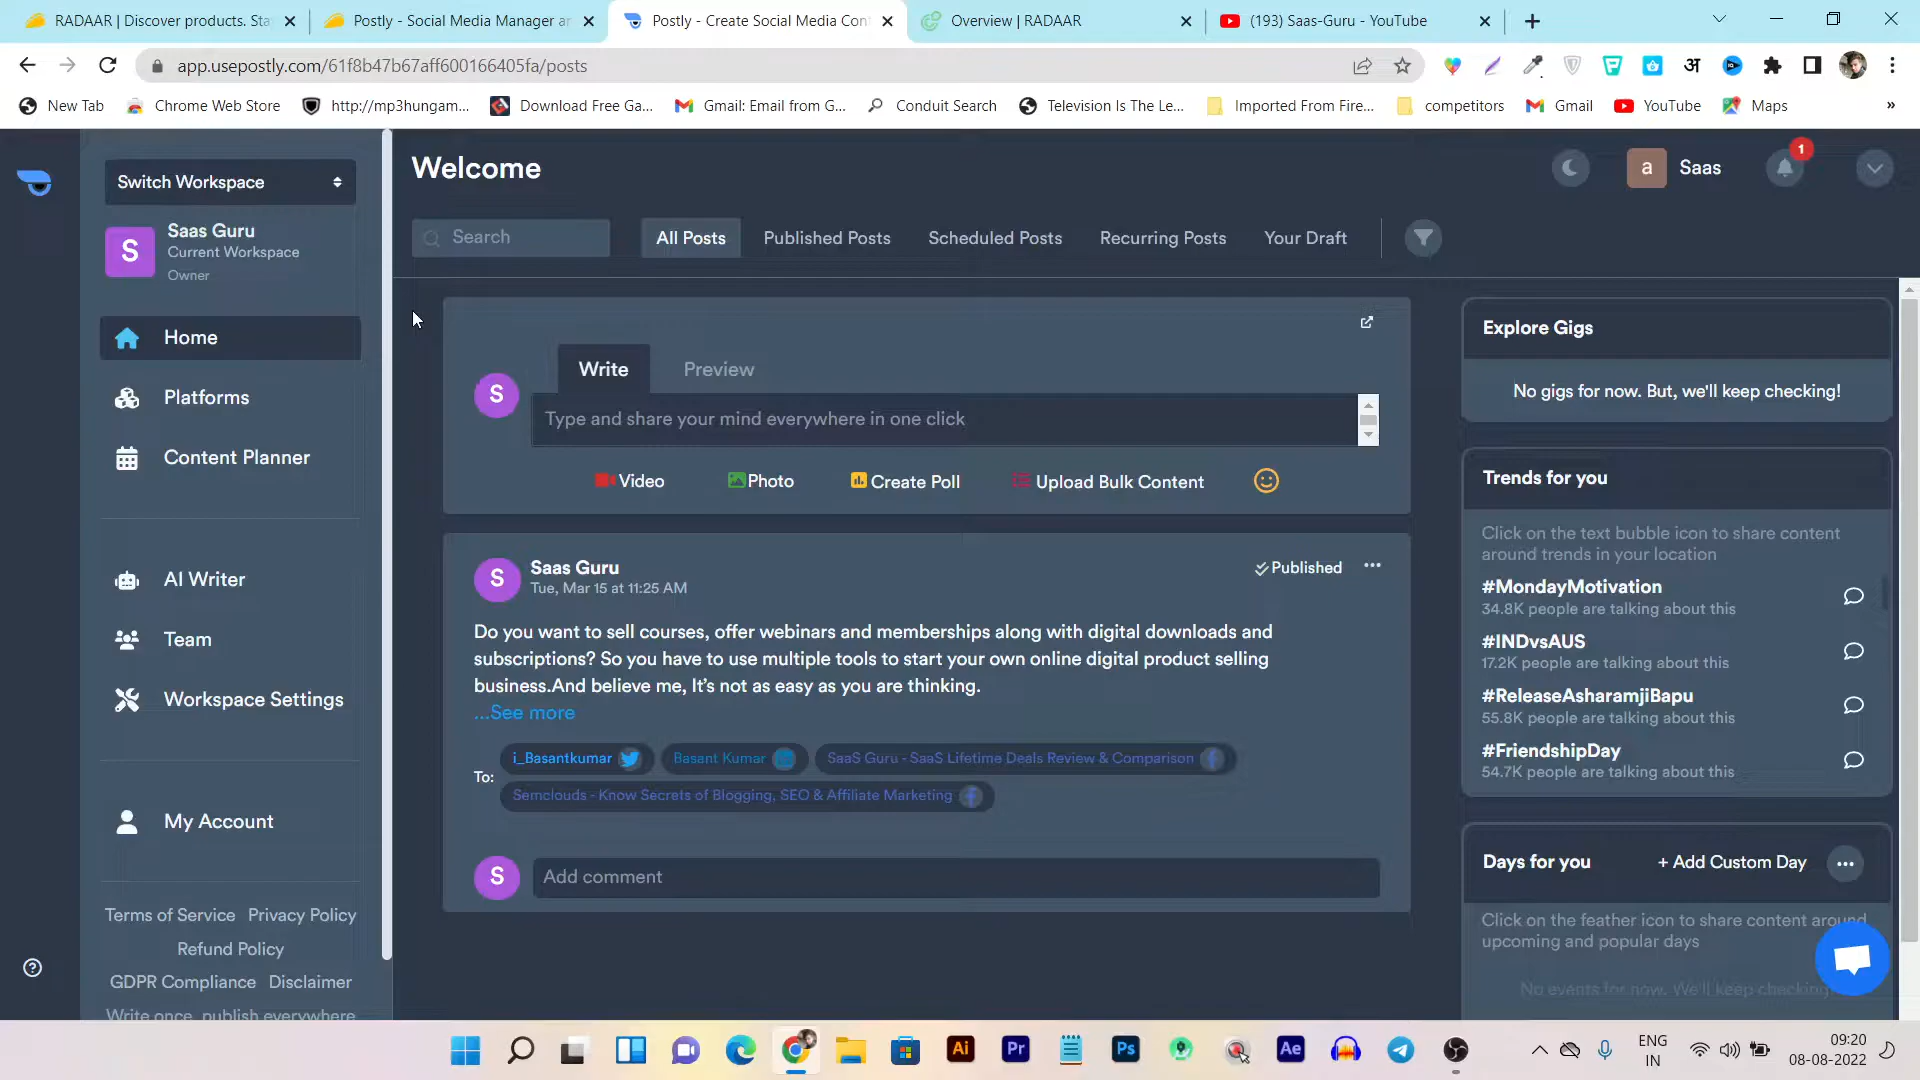 RADAAR | Discover products. Sta
Postly - Social Media Manager an
Postly - Create Social Media Con
Overview | RADAAR
(193) Saas-Guru - YouTube
app.usepostly.com/61f8b47b67aff600166405fa/posts
अ
New Tab
Chrome Web Store
http://mp3hungam...
Download Free Ga...
Gmail: Email from G...
Conduit Search
Television Is The Le...
Imported From Fire...
competitors
Gmail
YouTube
Maps
»
Switch Workspace
S
Saas Guru
Current Workspace
Owner
Home
Platforms
Content Planner
AI Writer
Team
Workspace Settings
My Account
Terms of Service Privacy Policy
Refund Policy
GDPR Compliance Disclaimer
Write once, publish everywhere
Welcome
a
Saas
1
Search
All Posts
Published Posts
Scheduled Posts
Recurring Posts
Your Draft
Write
Preview
S
Type and share your mind everywhere in one click
Video
Photo
Create Poll
Upload Bulk Content
S
Saas Guru
Tue, Mar 15 at 11:25 AM
Published
Do you want to sell courses, offer webinars and memberships along with digital downloads and
subscriptions? So you have to use multiple tools to start your own online digital product selling
business.And believe me, It's not as easy as you are thinking.
...See more
To:
i_Basantkumar
Basant Kumar
SaaS Guru - SaaS Lifetime Deals Review & Comparison
Semclouds - Know Secrets of Blogging, SEO & Affiliate Marketing
S
Add comment
Explore Gigs
No gigs for now. But, we'll keep checking!
Trends for you
Click on the text bubble icon to share content
around trends in your location
#MondayMotivation
34.8K people are talking about this
#INDvsAUS
17.2K people are talking about this
#ReleaseAsharamjiBapu
55.8K people are talking about this
#FriendshipDay
54.7K people are talking about this
Days for you
+ Add Custom Day
Click on the feather icon to share content around
upcoming and popular days
No events for now. We'll keep checking!
Ai
Pr
Ps
Ae
ENG
IN
09:20
08-08-2022